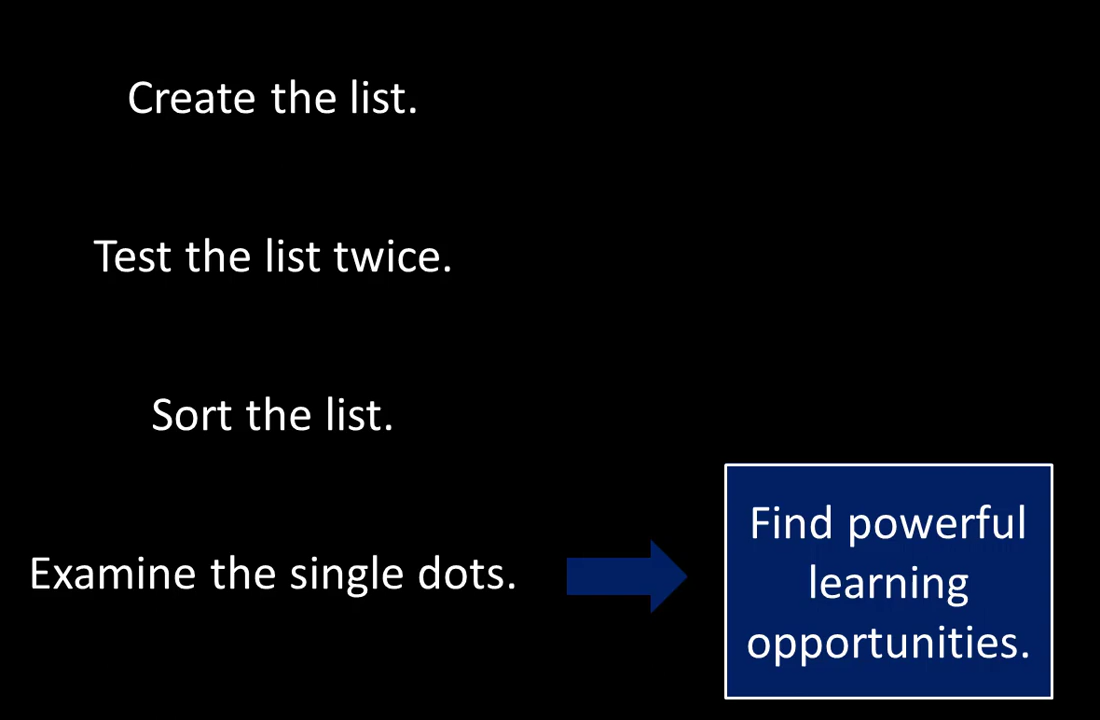 Create the list.
Test the list twice.
Sort the list.
Examine the single dots.
Find powerful
learning
opportunities.